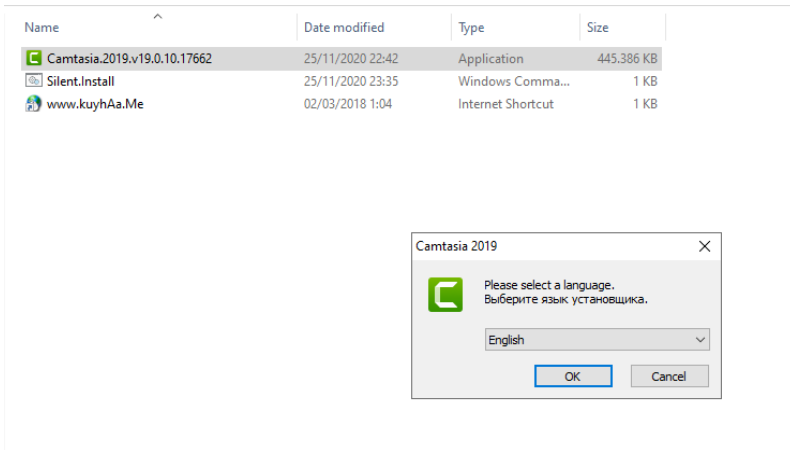 Name Date modified Type Size
Camtasia.2019.v19.0.10.17662 25/11/2020 22:42 Application 445.386 KB
Silent.Install 25/11/2020 23:35 Windows Comma... 1 KB
www.kuyhAa.Me 02/03/2018 1:04 Internet Shortcut 1 KB
Camtasia 2019
Please select a language.
Выберите язык установщика.
English
OK Cancel